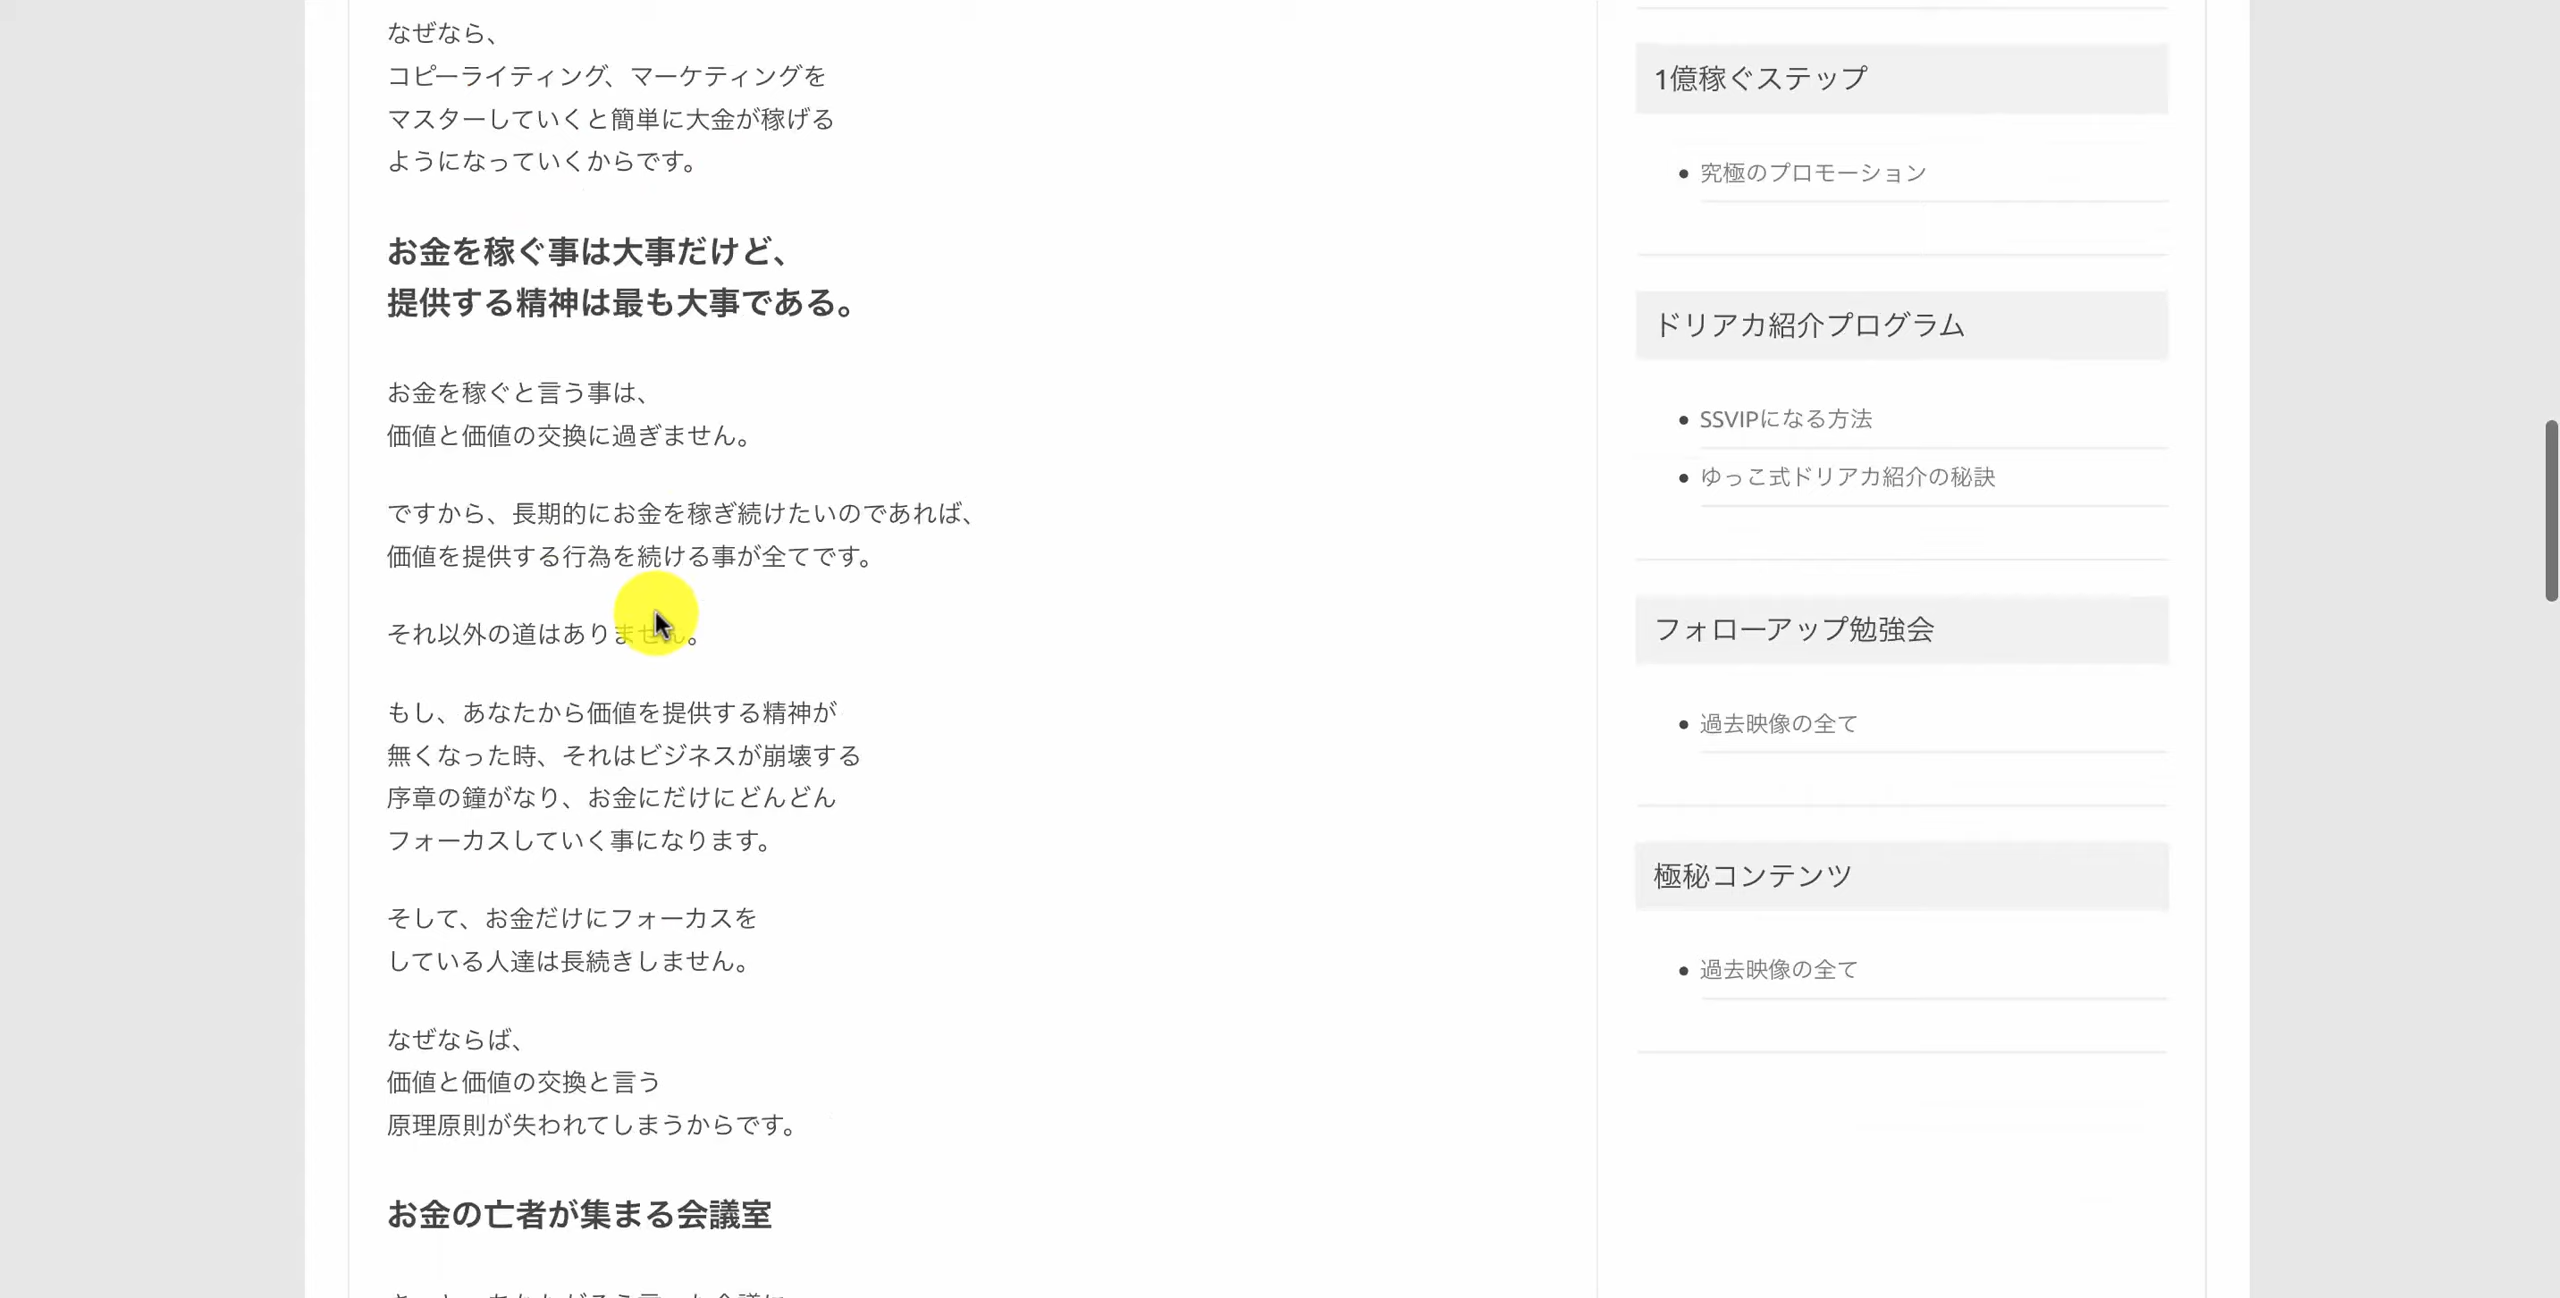 なぜなら、
コピーライティング、マーケティングを
マスターしていくと簡単に大金が稼げる
ようになっていくからです。
お金を稼ぐ事は大事だけど、
提供する精神は最も大事である。
お金を稼ぐと言う事は、
価値と価値の交換に過ぎません。
ですから、長期的にお金を稼ぎ続けたいのであれば、
価値を提供する行為を続ける事が全てです。
それ以外の道はありません。
もし、あなたから価値を提供する精神が
無くなった時、それはビジネスが崩壊する
序章の鐘がなり、お金にだけにどんどん
フォーカスしていく事になります。
そして、お金だけにフォーカスを
している人達は長続きしません。
なぜならば、
価値と価値の交換と言う
原理原則が失われてしまうからです。
お金の亡者が集まる会議室
1億稼ぐステップ
究極のプロモーション
ドリアカ紹介プログラム
SSVIPになる方法
ゆっこ式ドリアカ紹介の秘訣
フォローアップ勉強会
過去映像の全て
極秘コンテンツ
過去映像の全て